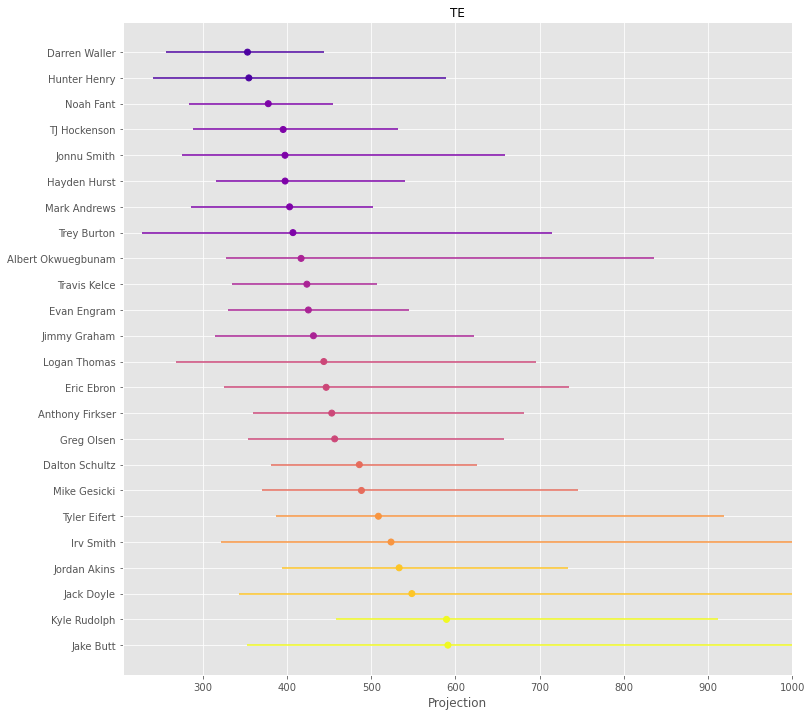 TE
Darren Waller
Hunter Henry
Noah Fant
TJ Hockenson
Jonnu Smith
Hayden Hurst
Mark Andrews
Trey Burton
Albert Okwuegbunam
Travis Kelce
Evan Engram
Jimmy Graham
Logan Thomas
Eric Ebron
Anthony Firkser
Greg Olsen
Dalton Schultz
Mike Gesicki
Tyler Eifert
Irv Smith
Jordan Akins
Jack Doyle
Kyle Rudolph
Jake Butt
300 400 500 600 700 800 900 1000
Projection